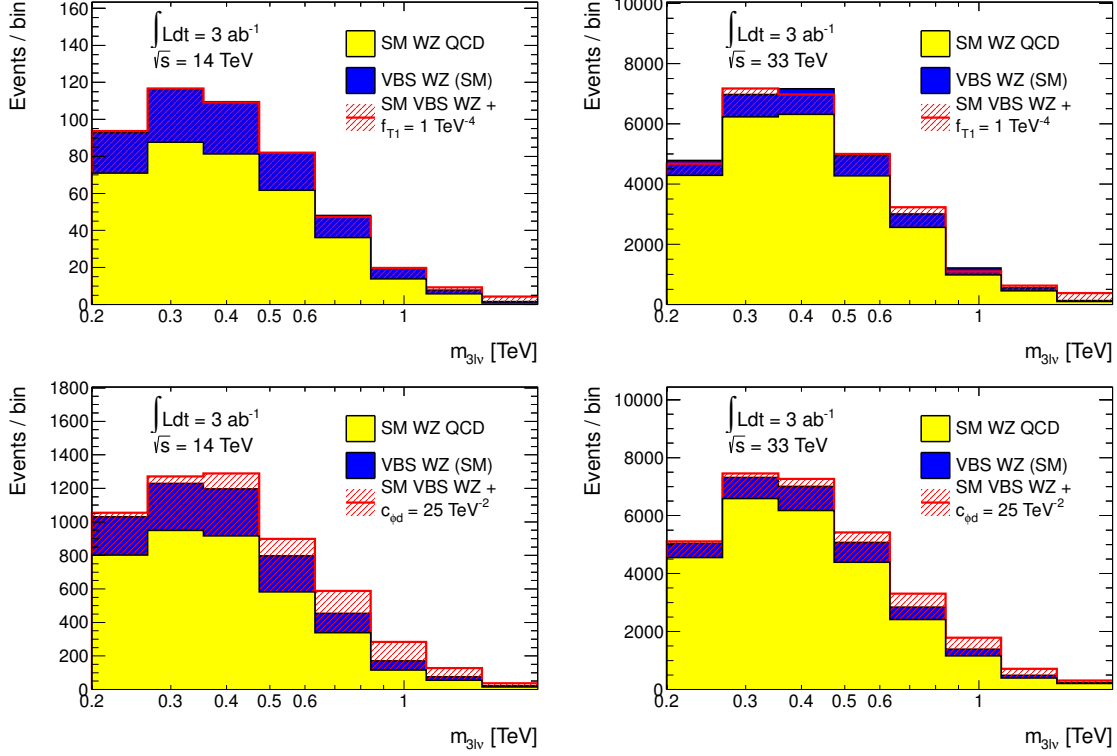 Events / bin
160
140
120
100
80
60
40
20
0
∫Ldt = 3 ab⁻¹
√s = 14 TeV
SM WZ QCD
VBS WZ (SM)
SM VBS WZ +
f_T1 = 1 TeV⁻⁴
0.2 0.3 0.4 0.5 0.6 1
m_3lν [TeV]
Events / bin
10000
8000
6000
4000
2000
0
∫Ldt = 3 ab⁻¹
√s = 33 TeV
SM WZ QCD
VBS WZ (SM)
SM VBS WZ +
f_T1 = 1 TeV⁻⁴
0.2 0.3 0.4 0.5 0.6 1
m_3lν [TeV]
Events / bin
1800
1600
1400
1200
1000
800
600
400
200
0
∫Ldt = 3 ab⁻¹
√s = 14 TeV
SM WZ QCD
VBS WZ (SM)
SM VBS WZ +
c_ϕd = 25 TeV⁻²
0.2 0.3 0.4 0.5 0.6 1
m_3lν [TeV]
Events / bin
10000
8000
6000
4000
2000
0
∫Ldt = 3 ab⁻¹
√s = 33 TeV
SM WZ QCD
VBS WZ (SM)
SM VBS WZ +
c_ϕd = 25 TeV⁻²
0.2 0.3 0.4 0.5 0.6 1
m_3lν [TeV]